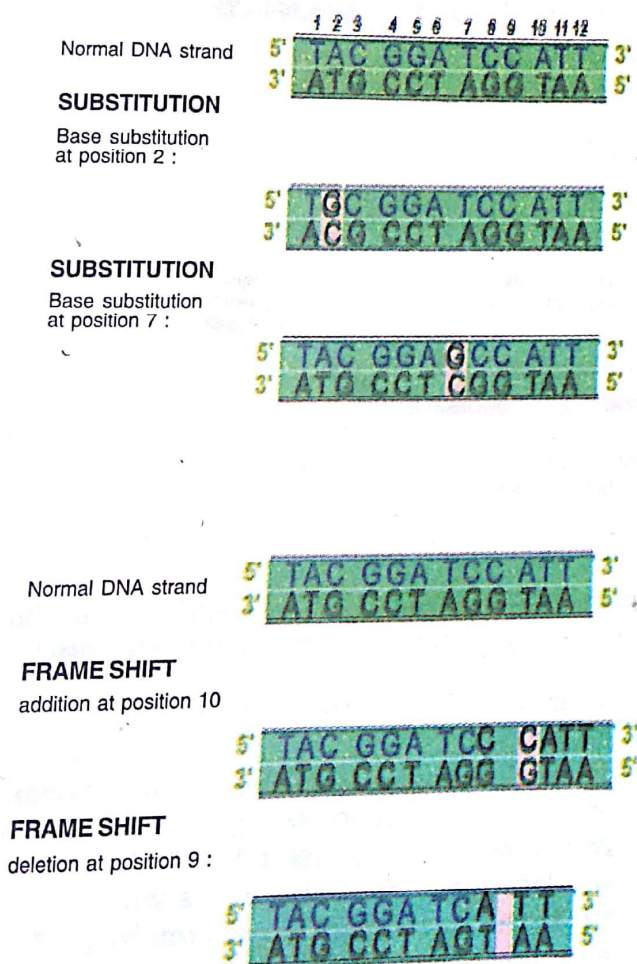 1 2 3 4 5 6 7 8 9 10 11 12
Normal DNA strand 5' TAC GGA TCC ATT 3'
3' ATG CCT AGG TAA 5'
SUBSTITUTION
Base substitution
at position 2 :
5' TGC GGA TCC ATT 3'
3' ACG CCT AGG TAA 5'
SUBSTITUTION
Base substitution
at position 7 :
5' TAC GGA GCC ATT 3'
3' ATG CCT CGG TAA 5'
Normal DNA strand 5' TAC GGA TCC ATT 3'
3' ATG CCT AGG TAA 5'
FRAME SHIFT
addition at position 10
5' TAC GGA TCC CATT 3'
3' ATG CCT AGG GTAA 5'
FRAME SHIFT
deletion at position 9 :
5' TAC GGA TCA TT 3'
3' ATG CCT AGT AA 5'